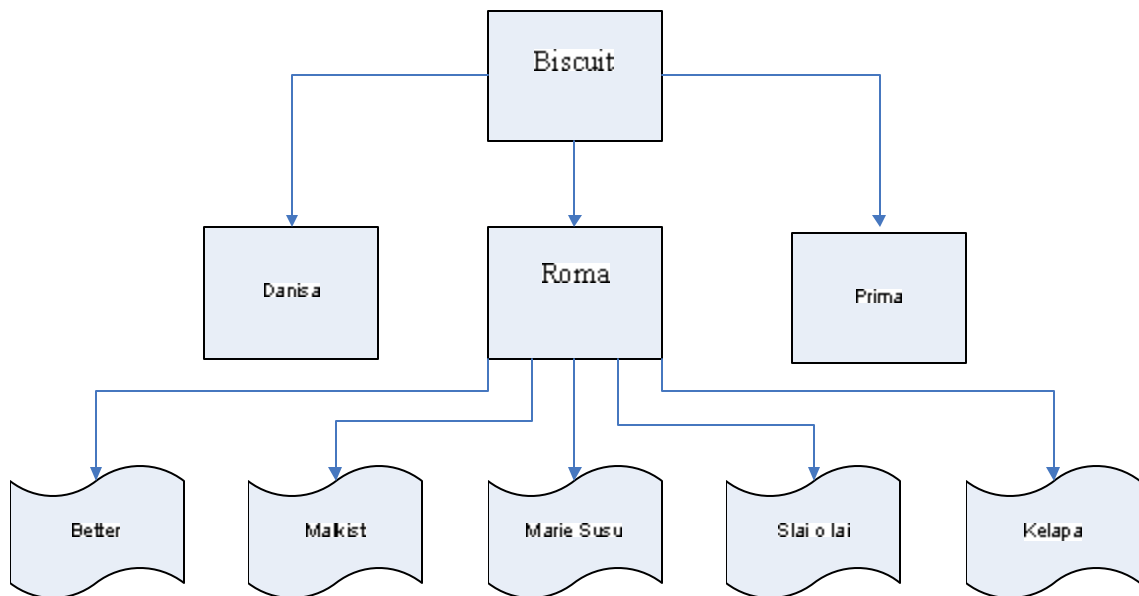 Biscuit
Danisa
Roma
Prima
Better
Malkist
Marie Susu
Slai o lai
Kelapa